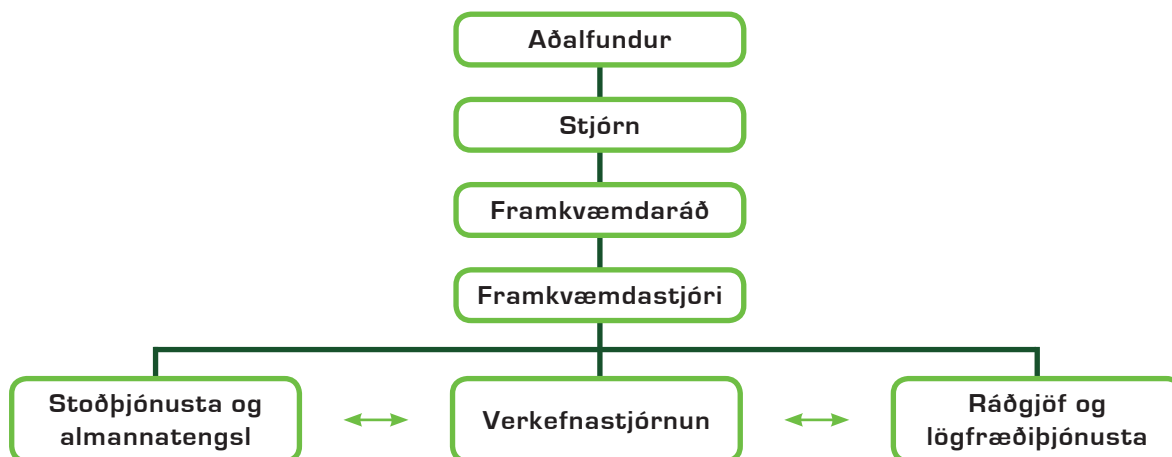 Aðalfundur
Stjórn
Framkvæmdaráð
Framkvæmdastjóri
Stoðþjónusta og
almannatengsl
Verkefnastjórnun
Ráðgjöf og
lögfræðiþjónusta